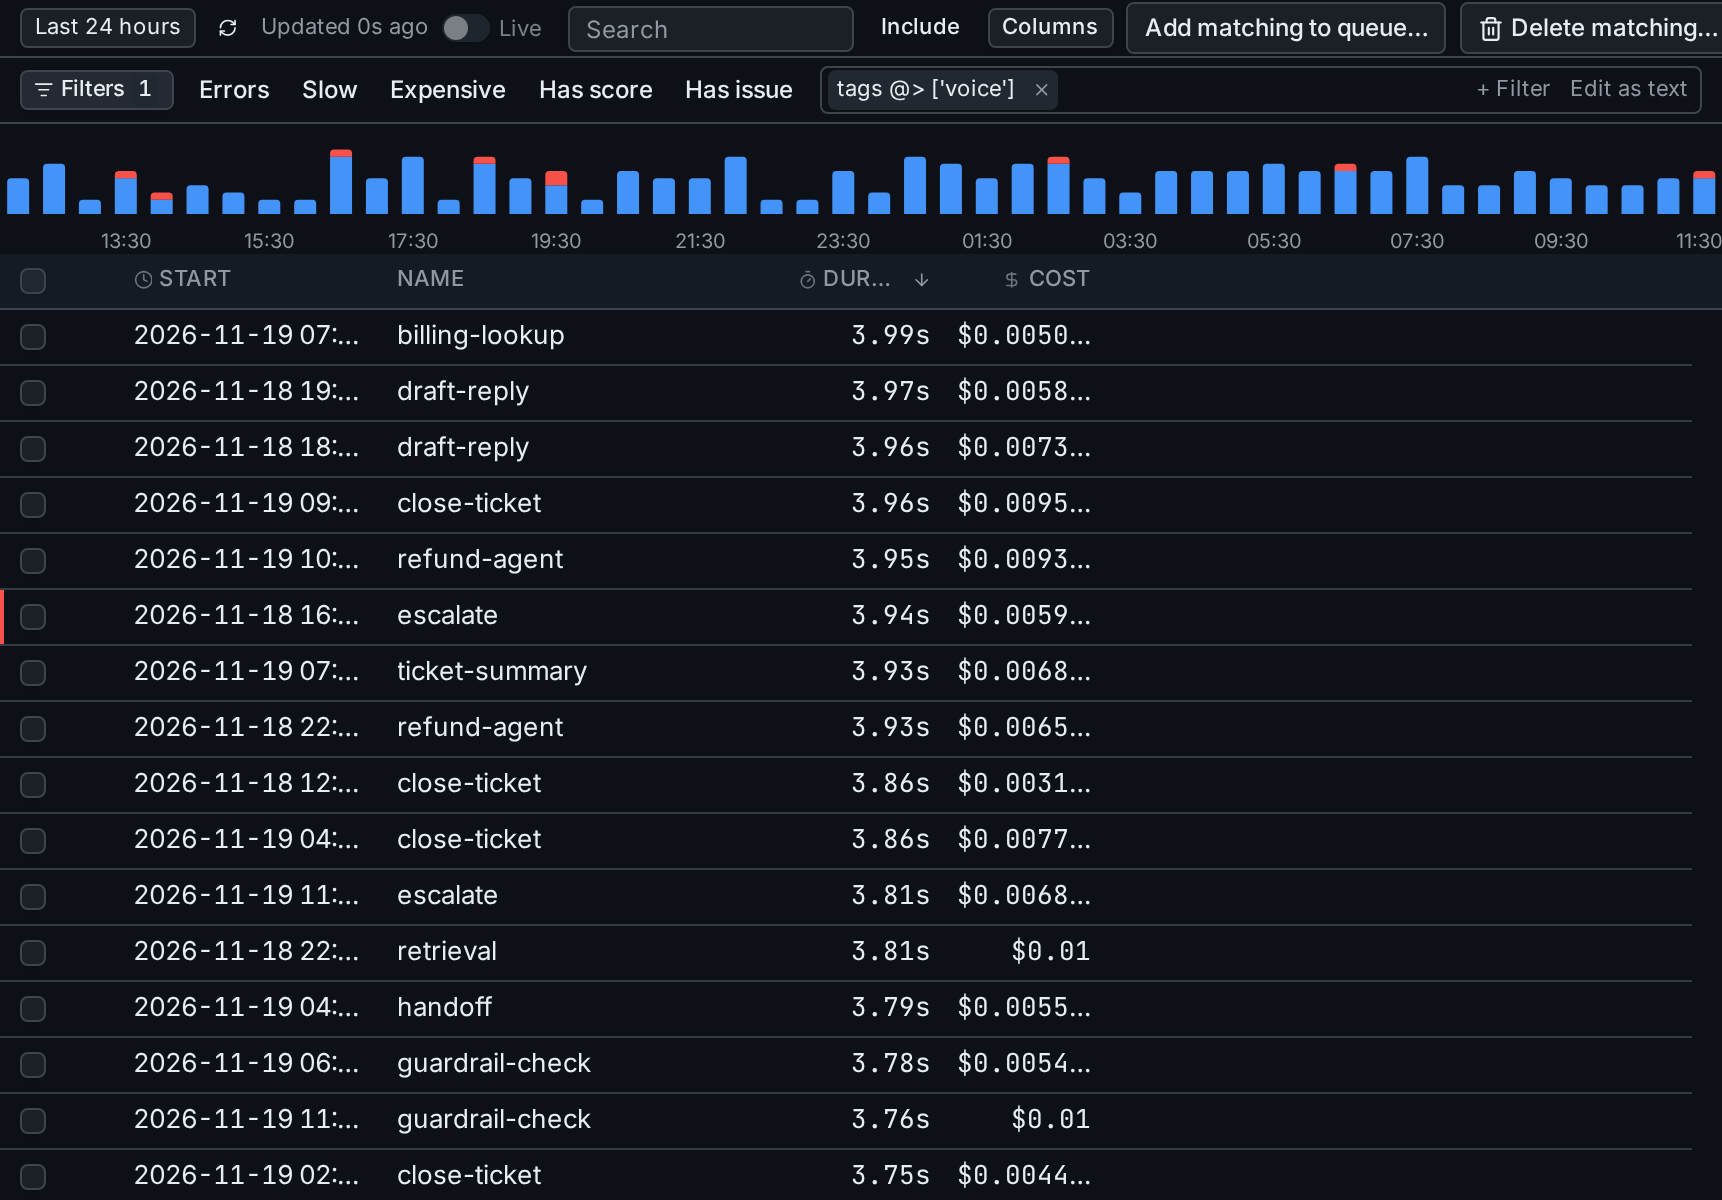 Last 24 hours Updated 0s ago Live Search Include Columns Add matching to queue... Delete matching...
Filters 1 Errors Slow Expensive Has score Has issue tags @> ['voice'] × + Filter Edit as text
13:30 15:30 17:30 19:30 21:30 23:30 01:30 03:30 05:30 07:30 09:30 11:30
START NAME DUR... ↓ $ COST
2026-11-19 07:... billing-lookup 3.99s $0.0050...
2026-11-18 19:... draft-reply 3.97s $0.0058...
2026-11-18 18:... draft-reply 3.96s $0.0073...
2026-11-19 09:... close-ticket 3.96s $0.0095...
2026-11-19 10:... refund-agent 3.95s $0.0093...
2026-11-18 16:... escalate 3.94s $0.0059...
2026-11-19 07:... ticket-summary 3.93s $0.0068...
2026-11-18 22:... refund-agent 3.93s $0.0065...
2026-11-18 12:... close-ticket 3.86s $0.0031...
2026-11-19 04:... close-ticket 3.86s $0.0077...
2026-11-19 11:... escalate 3.81s $0.0068...
2026-11-18 22:... retrieval 3.81s $0.01
2026-11-19 04:... handoff 3.79s $0.0055...
2026-11-19 06:... guardrail-check 3.78s $0.0054...
2026-11-19 11:... guardrail-check 3.76s $0.01
2026-11-19 02:... close-ticket 3.75s $0.0044...